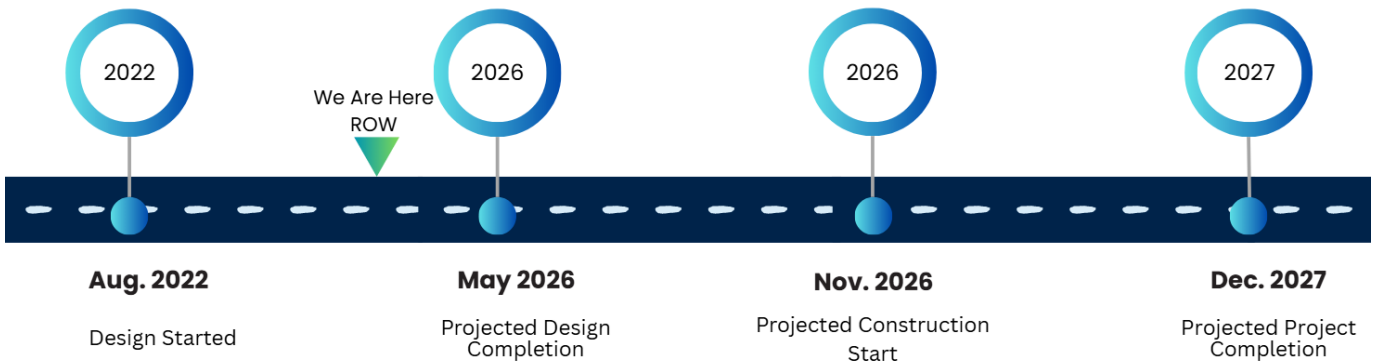 2022
2026
2026
2027
We Are Here
ROW
Aug. 2022
May 2026
Nov. 2026
Dec. 2027
Design Started
Projected Design
Completion
Projected Construction
Start
Projected Project
Completion